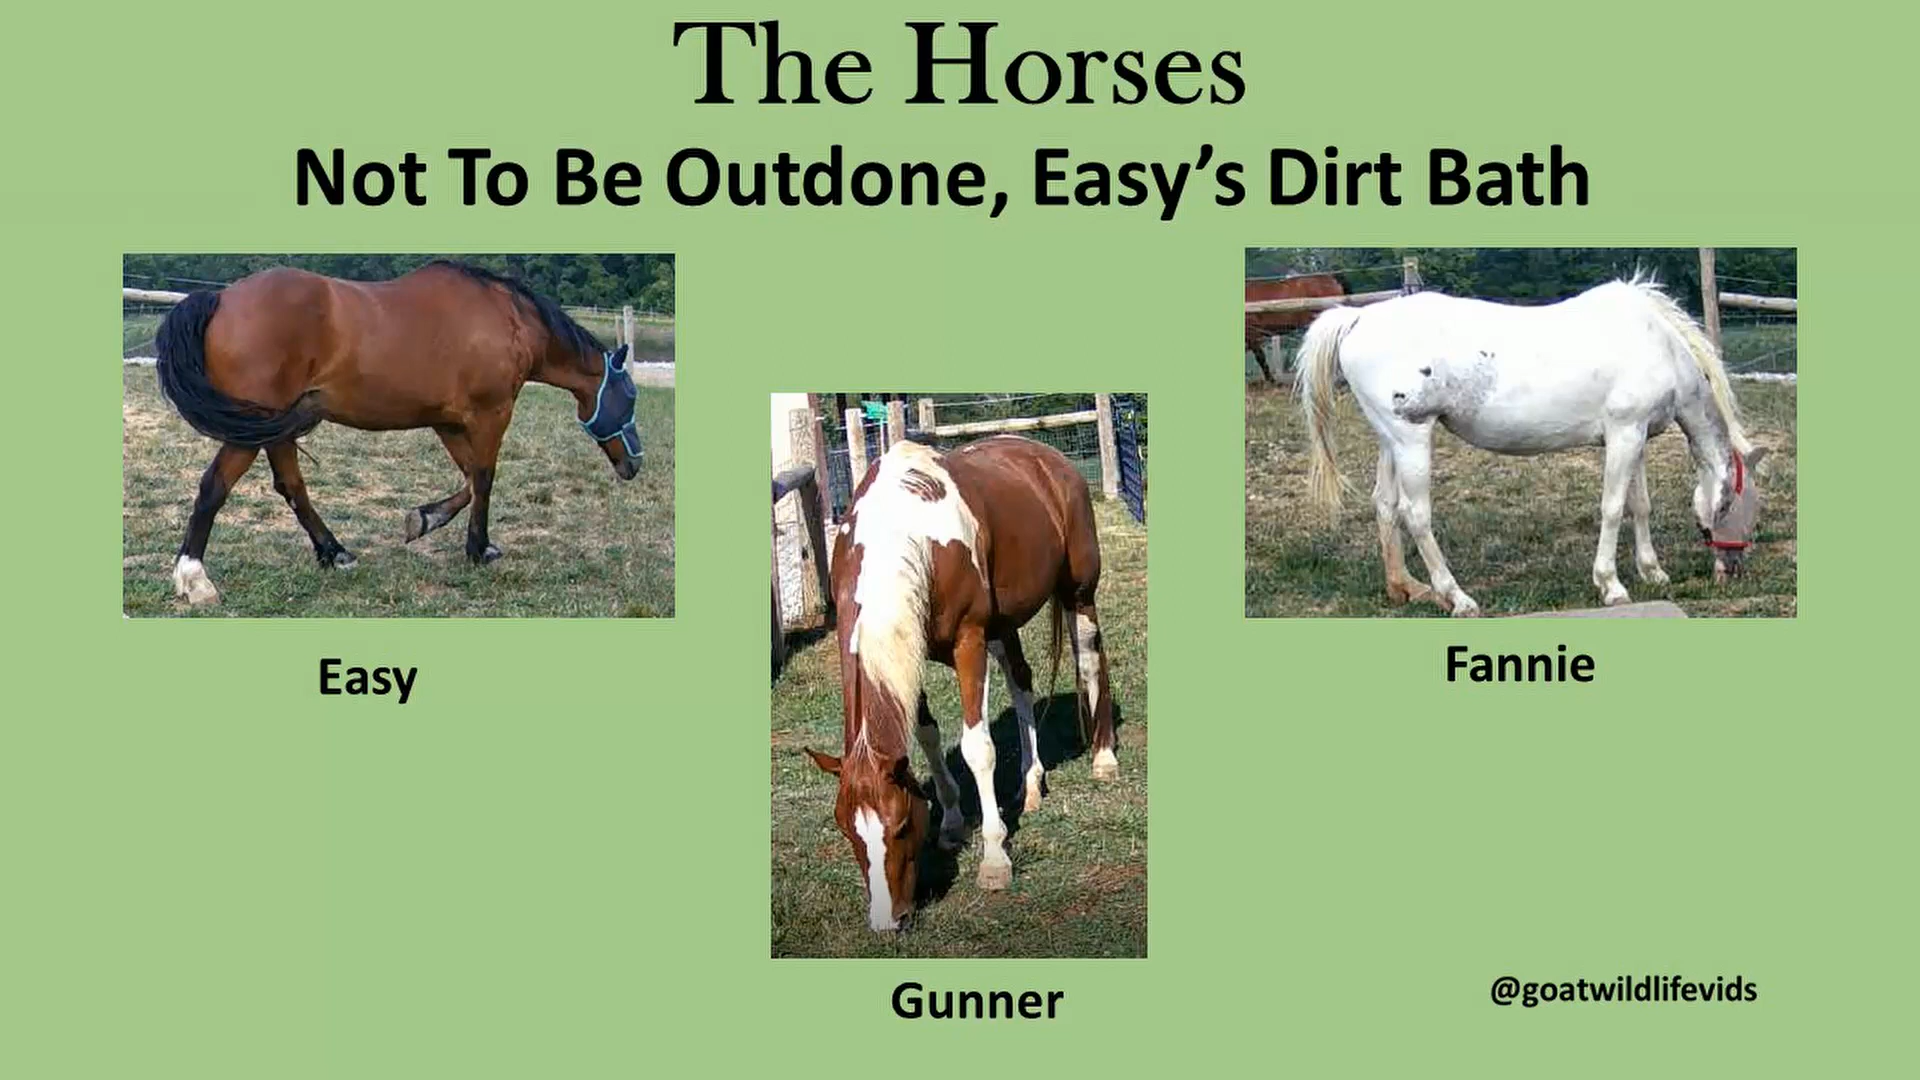 The Horses
Not To Be Outdone, Easy’s Dirt Bath
Easy
Fannie
Gunner
@goatwildlifevids